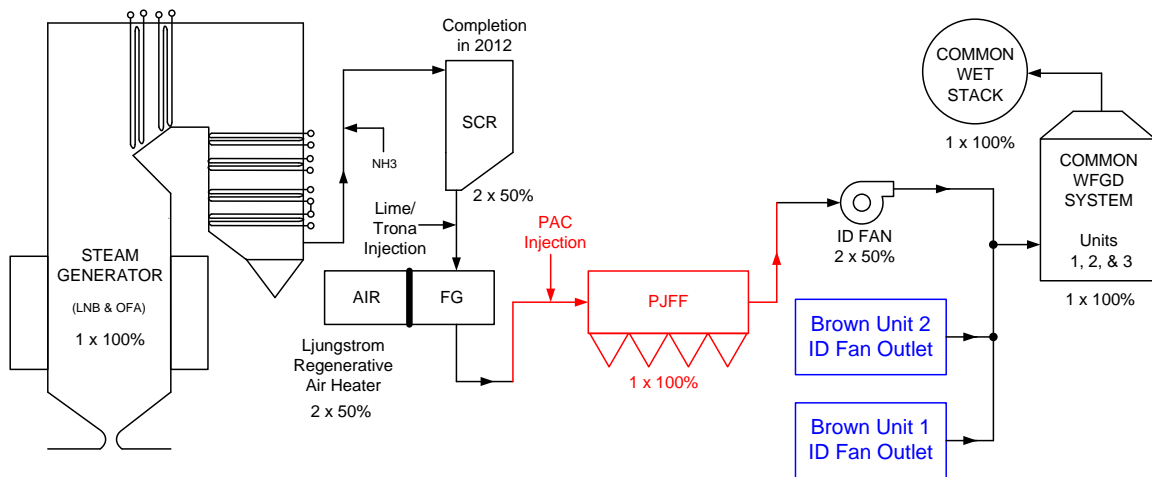 STEAM
GENERATOR
(LNB & OFA)
1 x 100%
NH3
Completion
in 2012
SCR
2 x 50%
Lime/
Trona
Injection
AIR
FG
Ljungstrom
Regenerative
Air Heater
2 x 50%
PAC
Injection
PJFF
1 x 100%
ID FAN
2 x 50%
Brown Unit 2
ID Fan Outlet
Brown Unit 1
ID Fan Outlet
COMMON
WET
STACK
1 x 100%
COMMON
WFGD
SYSTEM
Units
1, 2, & 3
1 x 100%